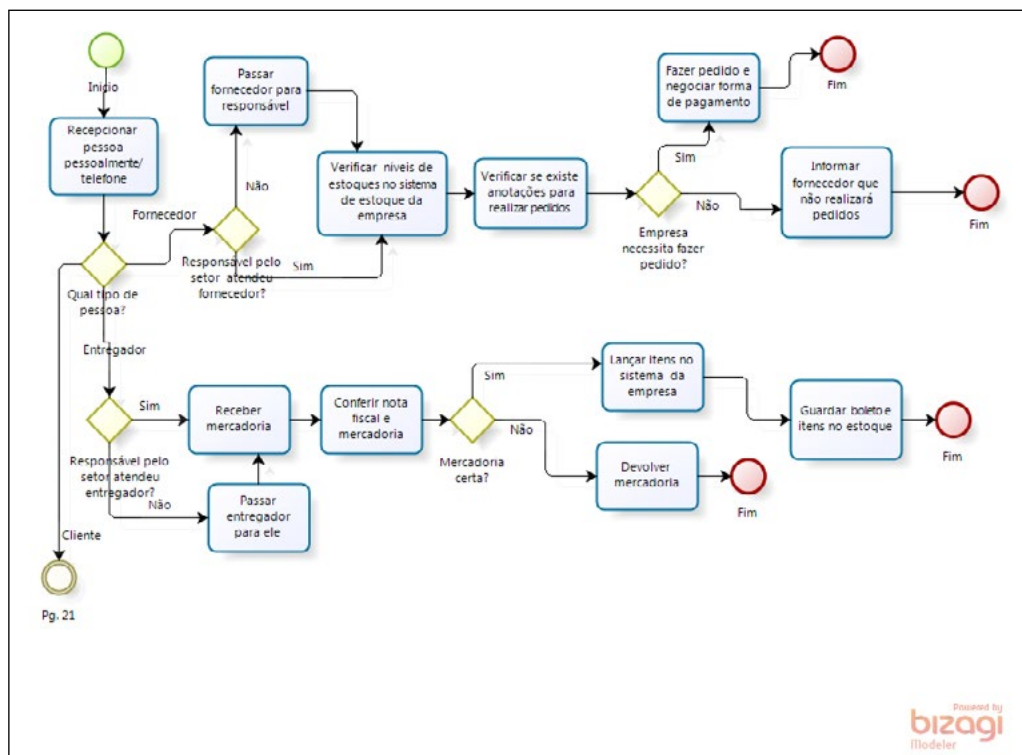 Início
Recepcionar
pessoa
pessoalmente/
telefone
Qual tipo de
pessoa?
Fornecedor
Responsável pelo
setor atendeu
fornecedor?
Não
Passar
fornecedor para
responsável
Sim
Verificar níveis de
estoques no sistema
de estoque da
empresa
Verificar se existe
anotações para
realizar pedidos
Empresa
necessita fazer
pedido?
Sim
Fazer pedido e
negociar forma
de pagamento
Fim
Não
Informar
fornecedor que
não realizará
pedidos
Fim
Entregador
Responsável pelo
setor atendeu
entregador?
Sim
Receber
mercadoria
Não
Passar
entregador
para ele
Conferir nota
fiscal e
mercadoria
Mercadoria
certa?
Sim
Lançar itens no
sistema da
empresa
Guardar boleto e
itens no estoque
Fim
Não
Devolver
mercadoria
Fim
Cliente
Pg. 21
Powered by
bizagi
Modeler